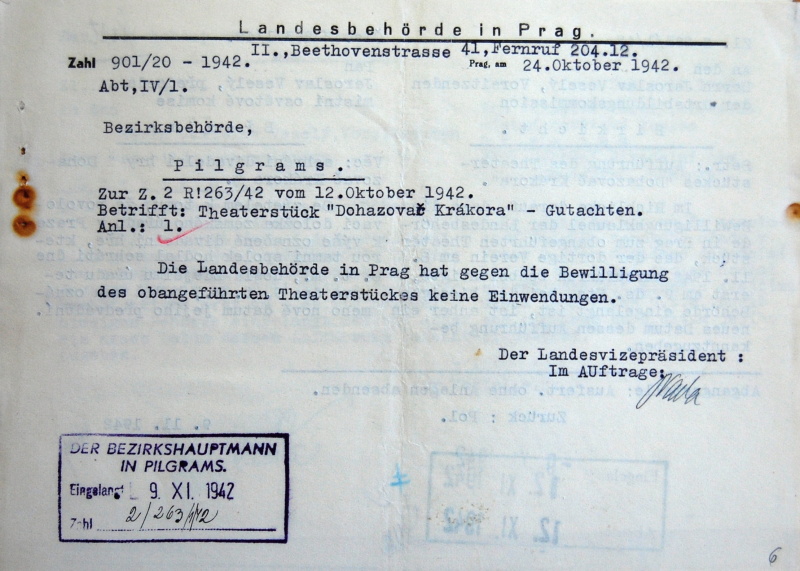 Landesbehörde in Prag.
II.,Beethovenstrasse 41,Fernruf 204.12.
Zahl 901/20 - 1942. Prag, am 24.Oktober 1942.
Abt,IV/1.
Bezirksbehörde,
Pilgrams.
Zur Z.2 R!263/42 vom 12.Oktober 1942.
Betrifft: Theaterstück "Dohazovař Krákora" - Gutachten.
Anl.: 1.
Die Landesbehörde in Prag hat gegen die Bewilligung
des obangeführten Theaterstückes keine Einwendungen.
Der Landesvizepräsident :
Im AUftrage:
DER BEZIRKSHAUPTMANN
IN PILGRAMS.
Eingelangt 9. XI. 1942
Zahl 2/263/42
6